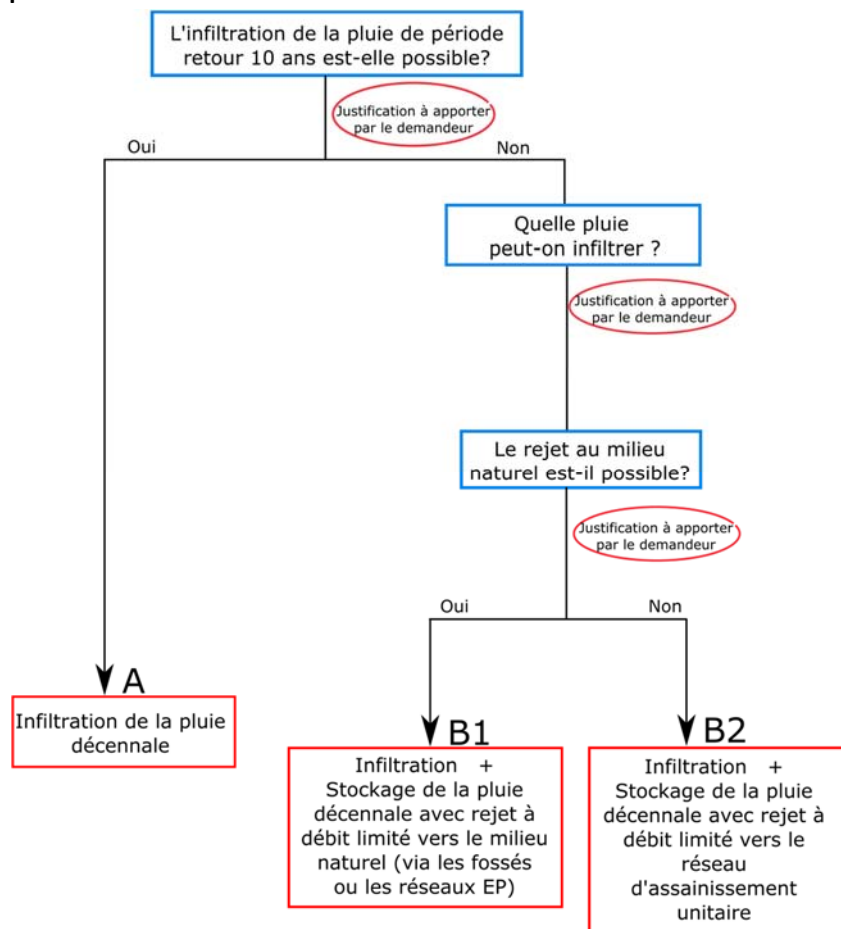 L'infiltration de la pluie de période
retour 10 ans est-elle possible?
Justification à apporter
par le demandeur
Oui
Non
Quelle pluie
peut-on infiltrer ?
Justification à apporter
par le demandeur
Le rejet au milieu
naturel est-il possible?
Justification à apporter
par le demandeur
Oui
Non
A
Infiltration de la pluie
décennale
B1
Infiltration +
Stockage de la pluie
décennale avec rejet à
débit limité vers le milieu
naturel (via les fossés
ou les réseaux EP)
B2
Infiltration +
Stockage de la pluie
décennale avec rejet à
débit limité vers le
réseau
d'assainissement
unitaire